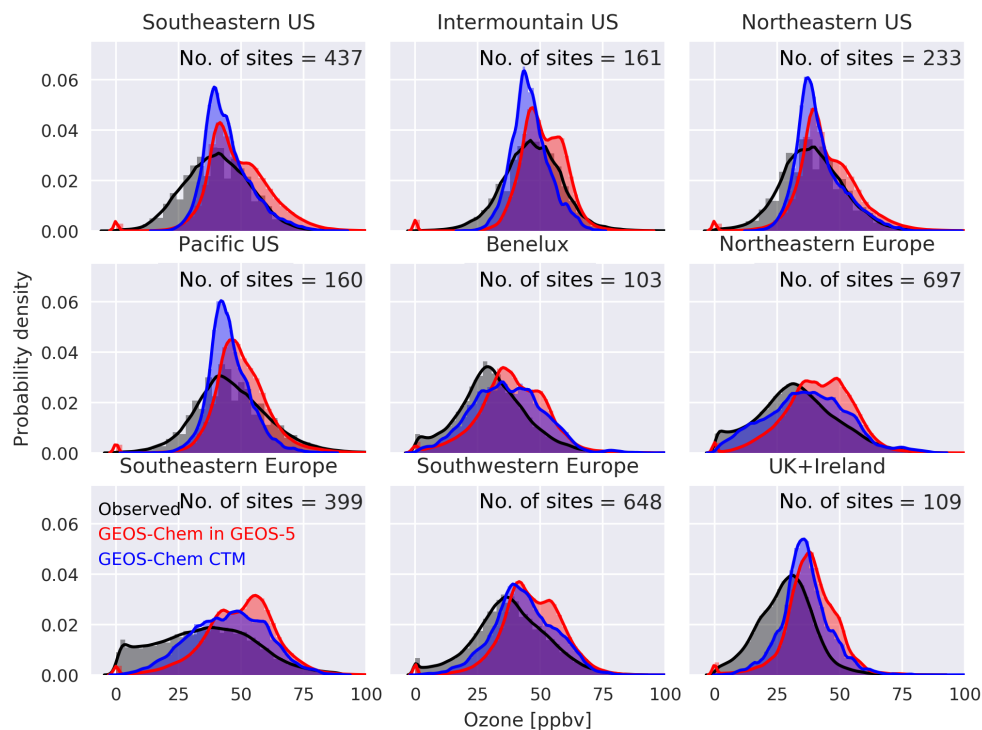 Southeastern US
Intermountain US
Northeastern US
No. of sites = 437
No. of sites = 161
No. of sites = 233
0.06
0.04
0.02
0.00
Pacific US
Benelux
Northeastern Europe
No. of sites = 160
No. of sites = 103
No. of sites = 697
0.06
0.04
0.02
0.00
Probability density
Southeastern Europe
Southwestern Europe
UK+Ireland
No. of sites = 399
No. of sites = 648
No. of sites = 109
Observed
GEOS-Chem in GEOS-5
GEOS-Chem CTM
0.06
0.04
0.02
0.00
0 25 50 75 100
0 25 50 75 100
0 25 50 75 100
Ozone [ppbv]